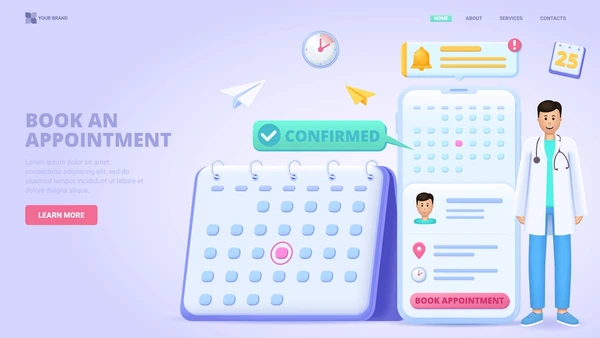 YOUR BRAND
HOME
ABOUT
SERVICES
CONTACTS
25
CONFIRMED
BOOK AN
APPOINTMENT
Lorem ipsum dolor sit amet,
consectetur adipiscing elit, sed do
eiusmod tempor incididunt ut labore et dolore
magna aliqua.
LEARN MORE
BOOK APPOINTMENT